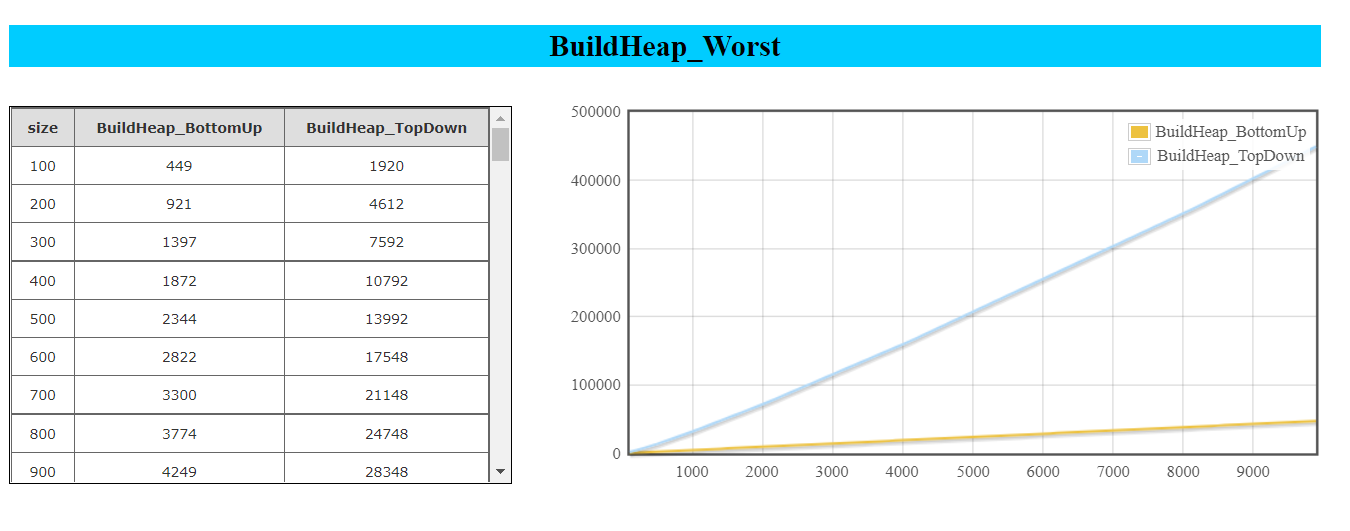 BuildHeap_Worst
size BuildHeap_BottomUp BuildHeap_TopDown
100 449 1920
200 921 4612
300 1397 7592
400 1872 10792
500 2344 13992
600 2822 17548
700 3300 21148
800 3774 24748
900 4249 28348
500000
400000
300000
200000
100000
0
1000 2000 3000 4000 5000 6000 7000 8000 9000
BuildHeap_BottomUp
BuildHeap_TopDown